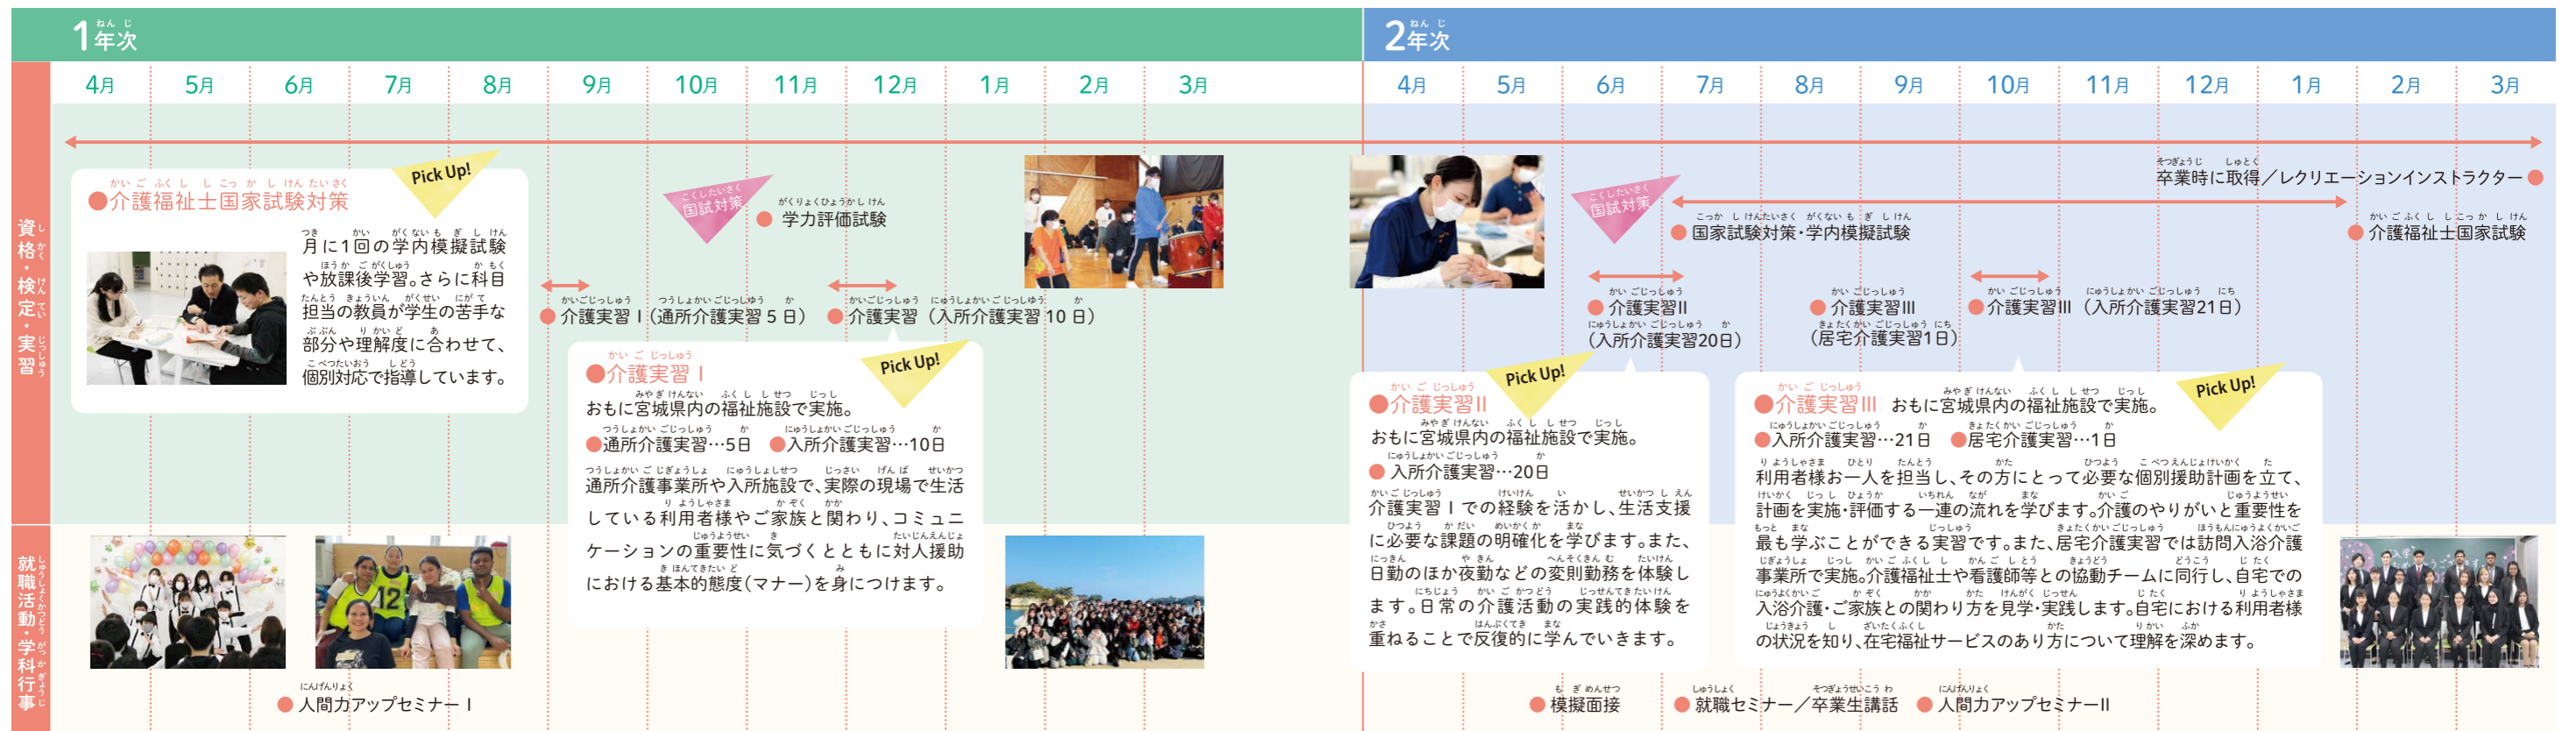 1年次
2年次
4月 5月 6月 7月 8月 9月 10月 11月 12月 1月 2月 3月
4月 5月 6月 7月 8月 9月 10月 11月 12月 1月 2月 3月
資格・検定・実習
Pick Up!
●介護福祉士国家試験対策
月に1回の学内模擬試験
や放課後学習。さらに科目
担当の教員が学生の苦手な
部分や理解度に合わせて、
個別対応で指導しています。
国試対策
●学力評価試験
●介護実習Ⅰ（通所介護実習5日）
●介護実習（入所介護実習10日）
Pick Up!
●介護実習Ⅰ
おもに宮城県内の福祉施設で実施。
●通所介護実習…5日 ●入所介護実習…10日
通所介護事業所や入所施設で、実際の現場で生活
している利用者様やご家族と関わり、コミュニ
ケーションの重要性に気づくとともに対人援助
における基本的態度（マナー）を身につけます。
国試対策
卒業時に取得／レクリエーションインストラクター●
●国家試験対策・学内模擬試験
●介護福祉士国家試験
●介護実習Ⅱ
（入所介護実習20日）
●介護実習Ⅲ
（居宅介護実習1日）
●介護実習Ⅲ（入所介護実習21日）
Pick Up!
●介護実習Ⅱ
おもに宮城県内の福祉施設で実施。
●入所介護実習…20日
介護実習Ⅰでの経験を活かし、生活支援
に必要な課題の明確化を学びます。また、
日勤のほか夜勤などの変則勤務を体験し
ます。日常の介護活動の実践的体験を
重ねることで反復的に学んでいきます。
Pick Up!
●介護実習Ⅲ おもに宮城県内の福祉施設で実施。
●入所介護実習…21日 ●居宅介護実習…1日
利用者様お一人を担当し、その方にとって必要な個別援助計画を立て、
計画を実施・評価する一連の流れを学びます。介護のやりがいと重要性を
最も学ぶことができる実習です。また、居宅介護実習では訪問入浴介護
事業所で実施。介護福祉士や看護師等との協動チームに同行し、自宅での
入浴介護・ご家族との関わり方を見学・実践します。自宅における利用者様
の状況を知り、在宅福祉サービスのあり方について理解を深めます。
就職活動・学科行事
12
●人間力アップセミナーⅠ
●模擬面接
●就職セミナー／卒業生講話
●人間力アップセミナーⅡ